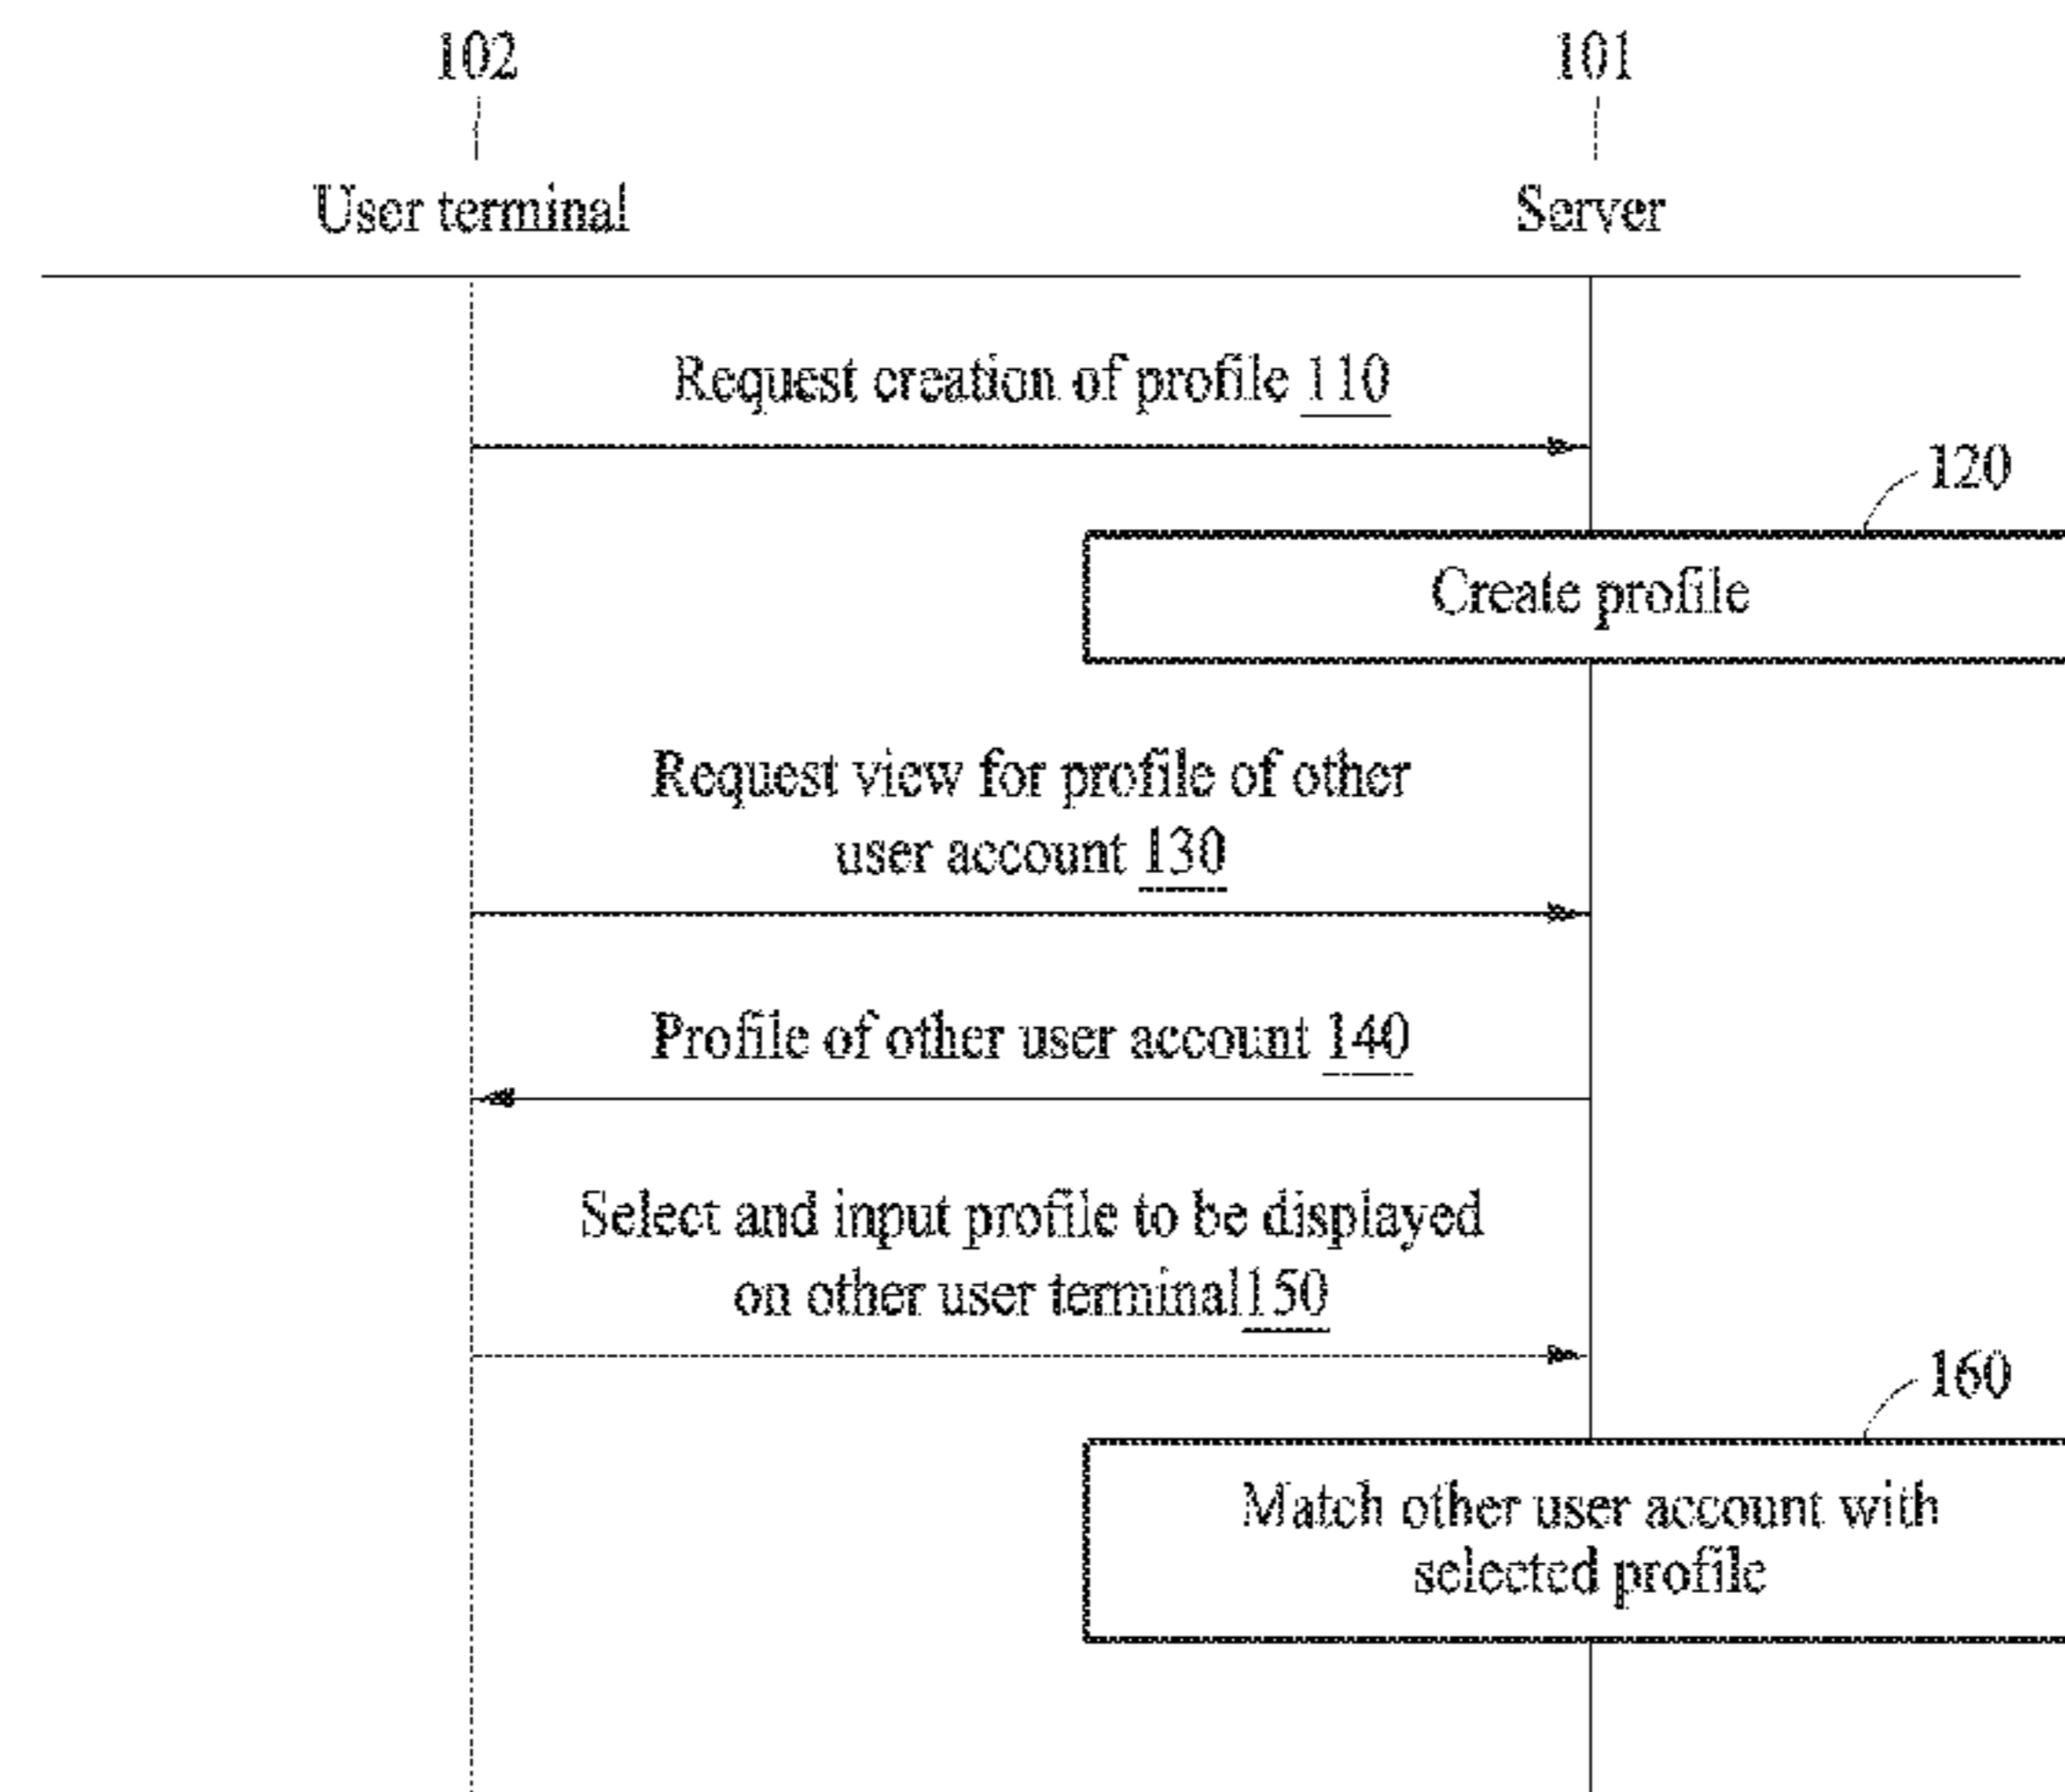 102
101
User terminal
Server
Request creation of profile 110
120
Create profile
Request view for profile of other
user account 130
Profile of other user account 140
Select and input profile to be displayed
on other user terminal150
160
Match other user account with
selected profile